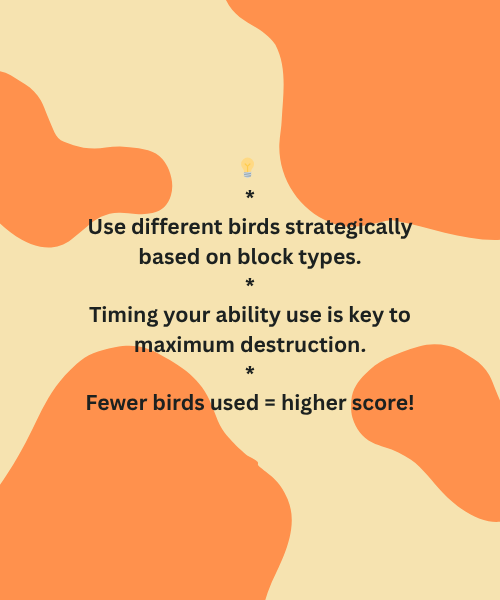 *
Use different birds strategically
based on block types.
*
Timing your ability use is key to
maximum destruction.
*
Fewer birds used = higher score!